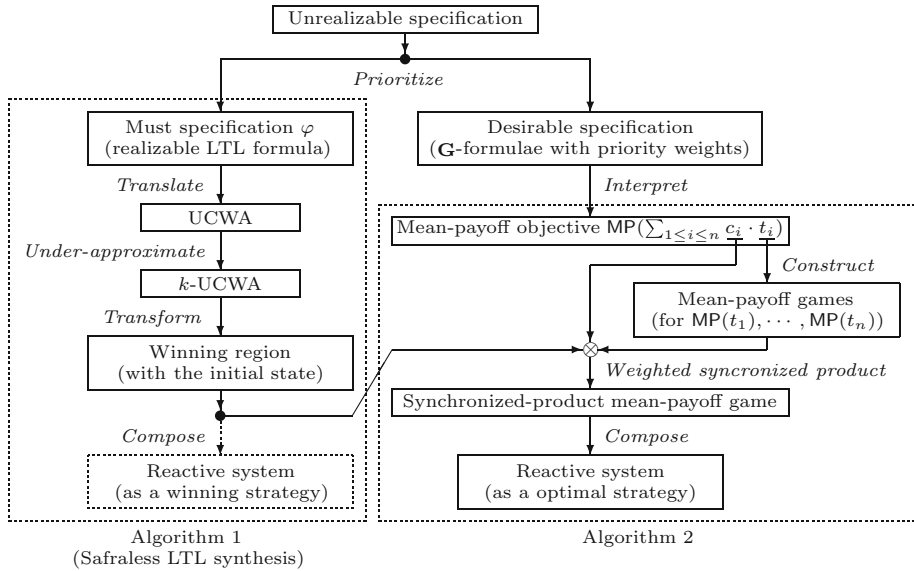 Unrealizable specification
Prioritize
Must specification φ
(realizable LTL formula)
Translate
UCWA
Under-approximate
k-UCWA
Transform
Winning region
(with the initial state)
Compose
Reactive system
(as a winning strategy)
Algorithm 1
(Safraless LTL synthesis)
Desirable specification
(G-formulae with priority weights)
Interpret
Mean-payoff objective MP(∑1≤i≤n ci · ti)
Construct
Mean-payoff games
(for MP(t1), ··· , MP(tn))
⊗
Weighted syncronized product
Synchronized-product mean-payoff game
Compose
Reactive system
(as a optimal strategy)
Algorithm 2